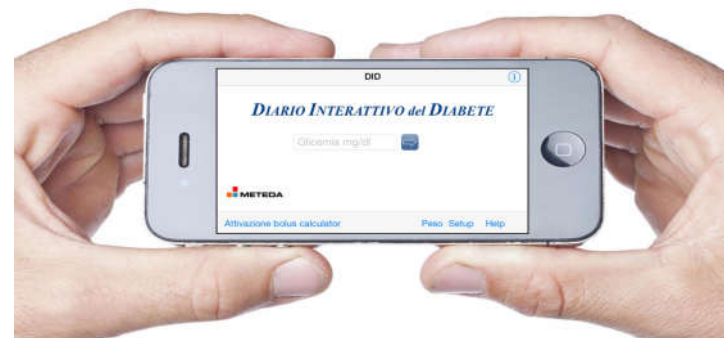 DID
DIARIO INTERATTIVO del DIABETE
Glicemia mg/dl
METEDA
Attivazione bolus calculator Peso Setup Help